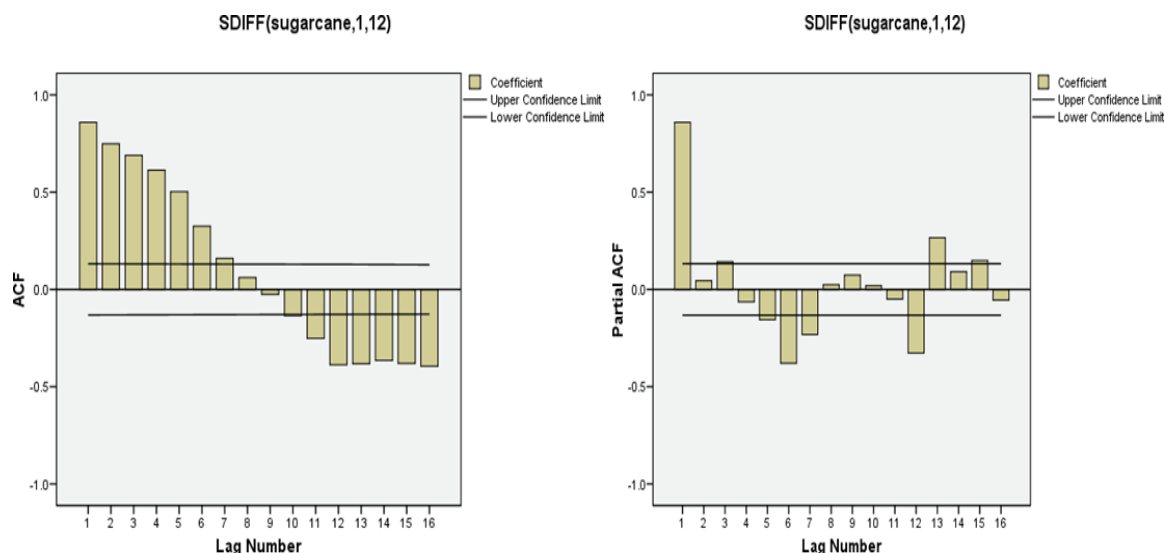 SDIFF(sugarcane,1,12)
Coefficient
Upper Confidence Limit
Lower Confidence Limit
1.0
0.5
0.0
-0.5
-1.0
ACF
1 2 3 4 5 6 7 8 9 10 11 12 13 14 15 16
Lag Number
SDIFF(sugarcane,1,12)
Coefficient
Upper Confidence Limit
Lower Confidence Limit
1.0
0.5
0.0
-0.5
-1.0
Partial ACF
1 2 3 4 5 6 7 8 9 10 11 12 13 14 15 16
Lag Number